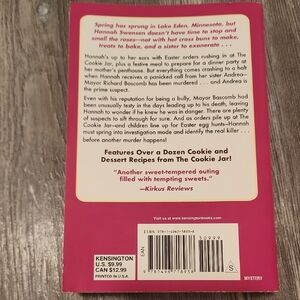 Spring has sprung in Lake Eden, Minnesota, but
Hannah Swensen doesn't have time to stop and
smell the roses—not with hot cross buns to make,
treats to bake, and a sister to exonerate . . .
Hannah's up to her ears with Easter orders rushing in at The
Cookie Jar, plus a festive meal to prepare for a dinner party at
her mother's penthouse. But everything comes crashing to a halt
when Hannah receives a panicked call from her sister Andrea—
Mayor Richard Bascomb has been murdered . . . and Andrea is
the prime suspect.
Even with his reputation for being a bully, Mayor Bascomb had
been unusually testy in the days leading up to his death, leaving
Hannah to wonder if he knew he was in danger. There are plenty
of suspects to sift through for sure. And as orders pile up at The
Cookie Jar—and children line up for Easter egg hunts—Hannah
must spring into investigation mode and identify the real killer . . .
before another murder happens!
Features Over a Dozen Cookie and
Dessert Recipes from The Cookie Jar!
"Another sweet-tempered outing
filled with tempting sweets."
—Kirkus Reviews
Visit us at www.kensingtonbooks.com
KENSINGTON
U.S. $9.99
CAN $12.99
PRINTED IN U.S.A.
EAN
S
MYSTERY